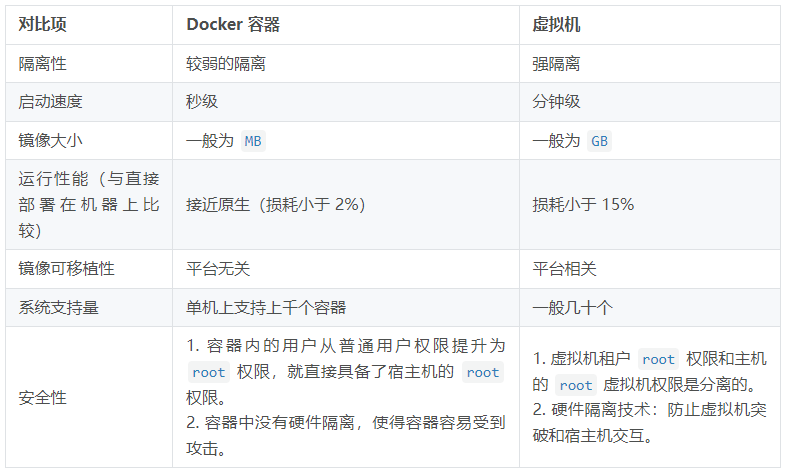 对比项 Docker 容器 虚拟机
隔离性 较弱的隔离 强隔离
启动速度 秒级 分钟级
镜像大小 一般为 MB 一般为 GB
运行性能（与直接
部署在机器上比
较）
接近原生（损耗小于 2%） 损耗小于 15%
镜像可移植性 平台无关 平台相关
系统支持量 单机上支持上千个容器 一般几十个
安全性
1. 容器内的用户从普通用户权限提升为
root 权限，就直接具备了宿主机的 root
权限。
2. 容器中没有硬件隔离，使得容器容易受到
攻击。
1. 虚拟机租户 root 权限和主机
的 root 虚拟机权限是分离的。
2. 硬件隔离技术：防止虚拟机突
破和宿主机交互。